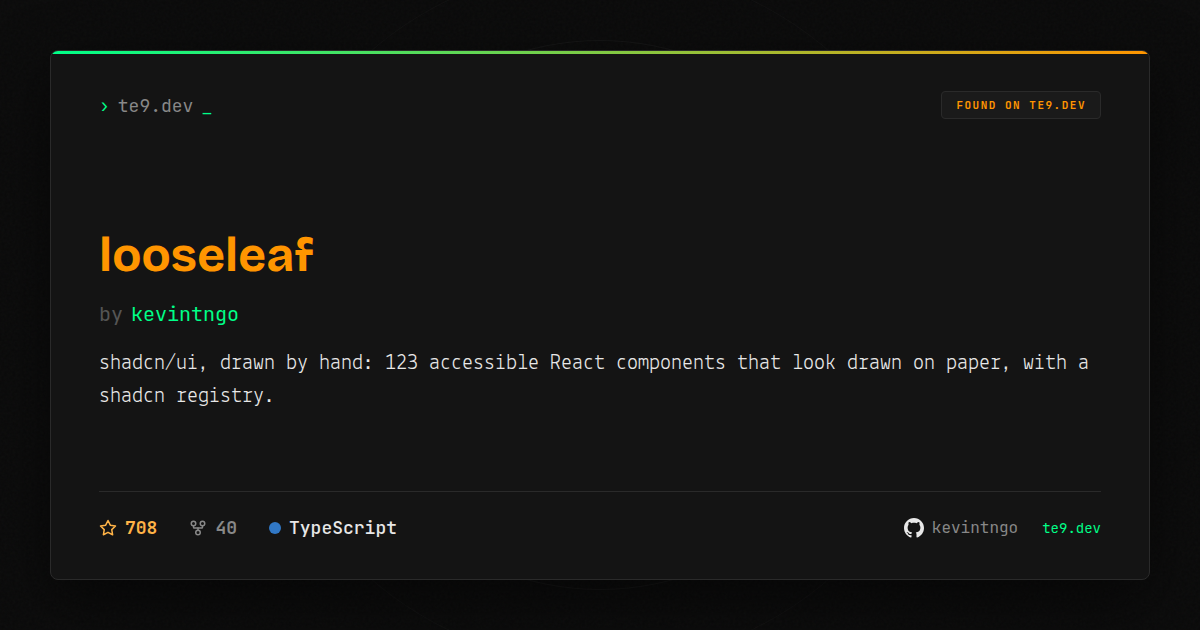 › te9.dev _
FOUND ON TE9.DEV
looseleaf
by kevintngo
shadcn/ui, drawn by hand: 123 accessible React components that look drawn on paper, with a
shadcn registry.
708 40 TypeScript
kevintngo te9.dev